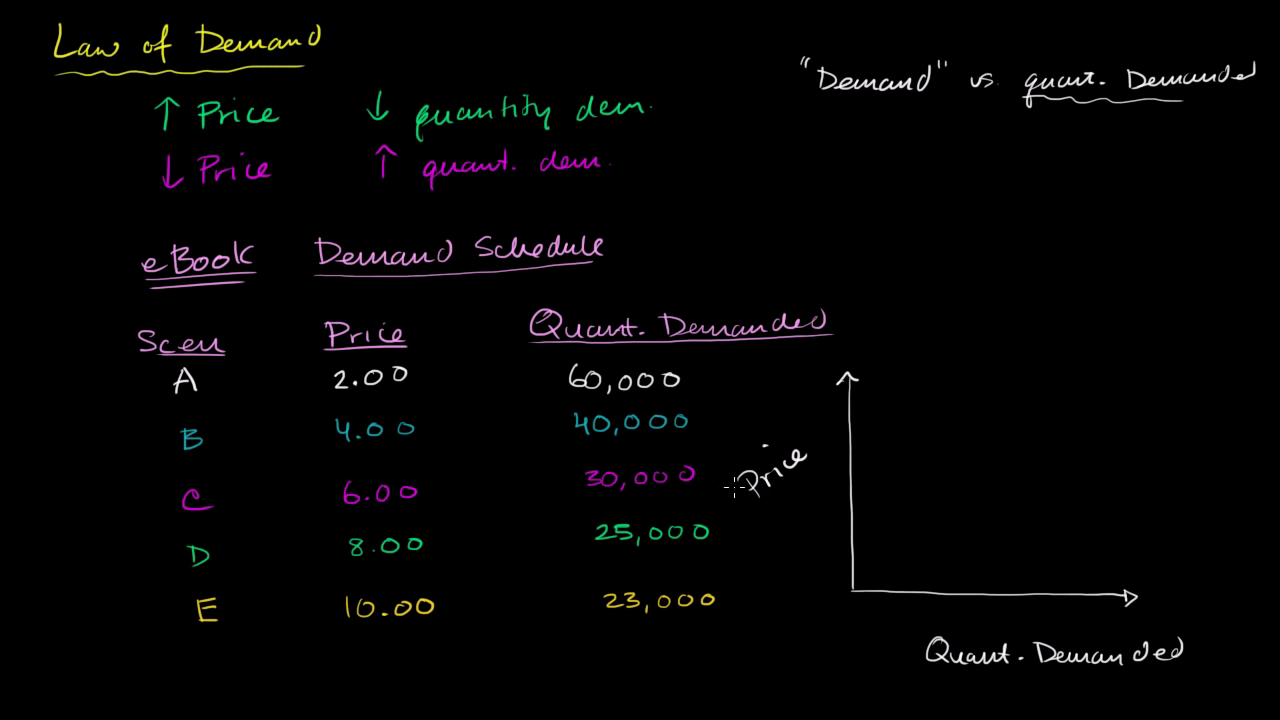 Law of Demand
"Demand" vs. quant. Demanded
↑ Price ↓ quantity dem.
↓ Price ↑ quant. dem.
eBook Demand Schedule
Scen Price Quant. Demanded
A 2.00 60,000
B 4.00 40,000
C 6.00 30,000
D 8.00 25,000
E 10.00 23,000
Price
Quant. Demanded